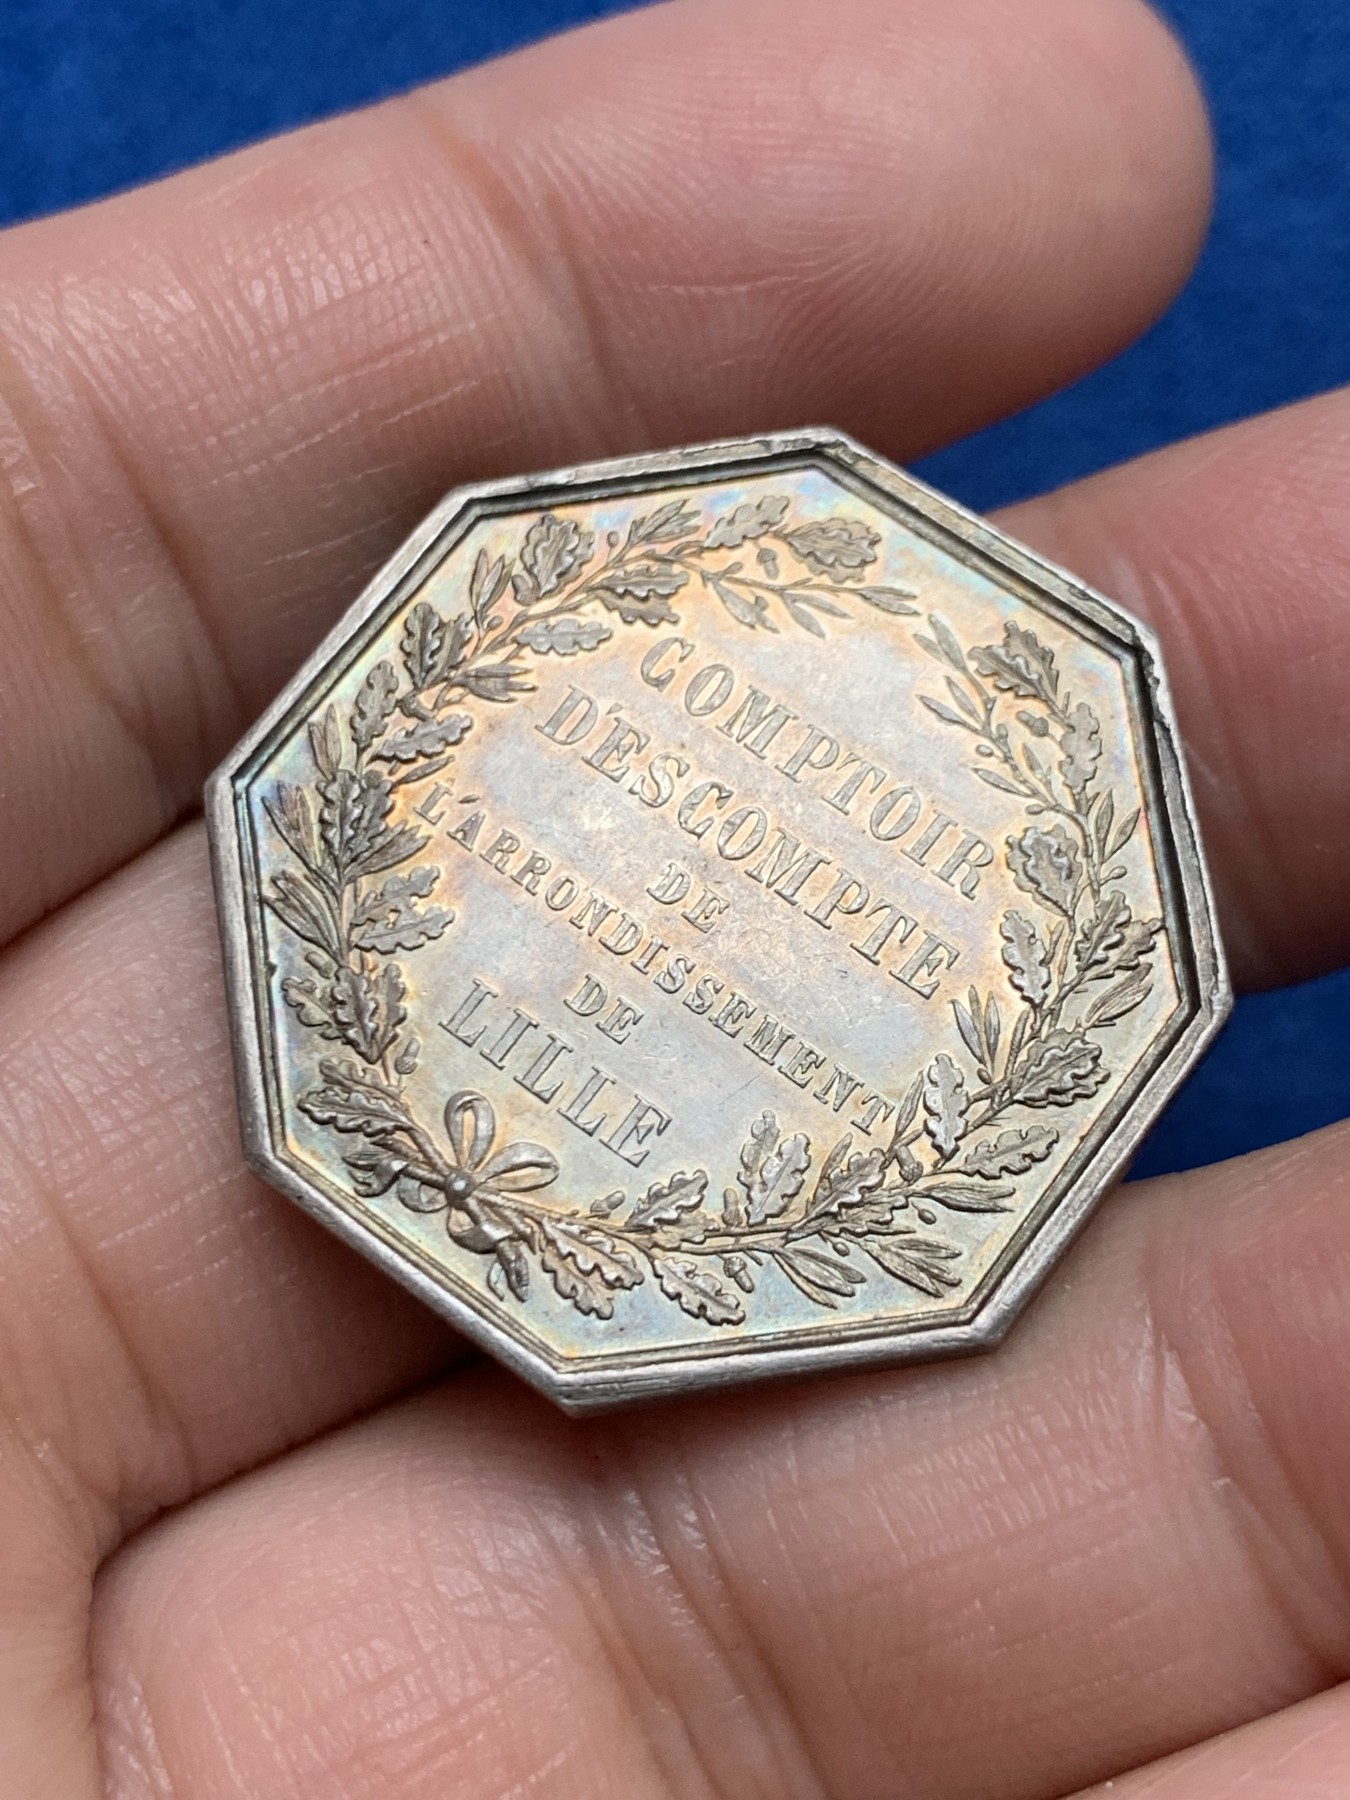 COMPTOIR
D'ESCOMPTE
DE
L'ARRONDISSEMENT
DE
LILLE